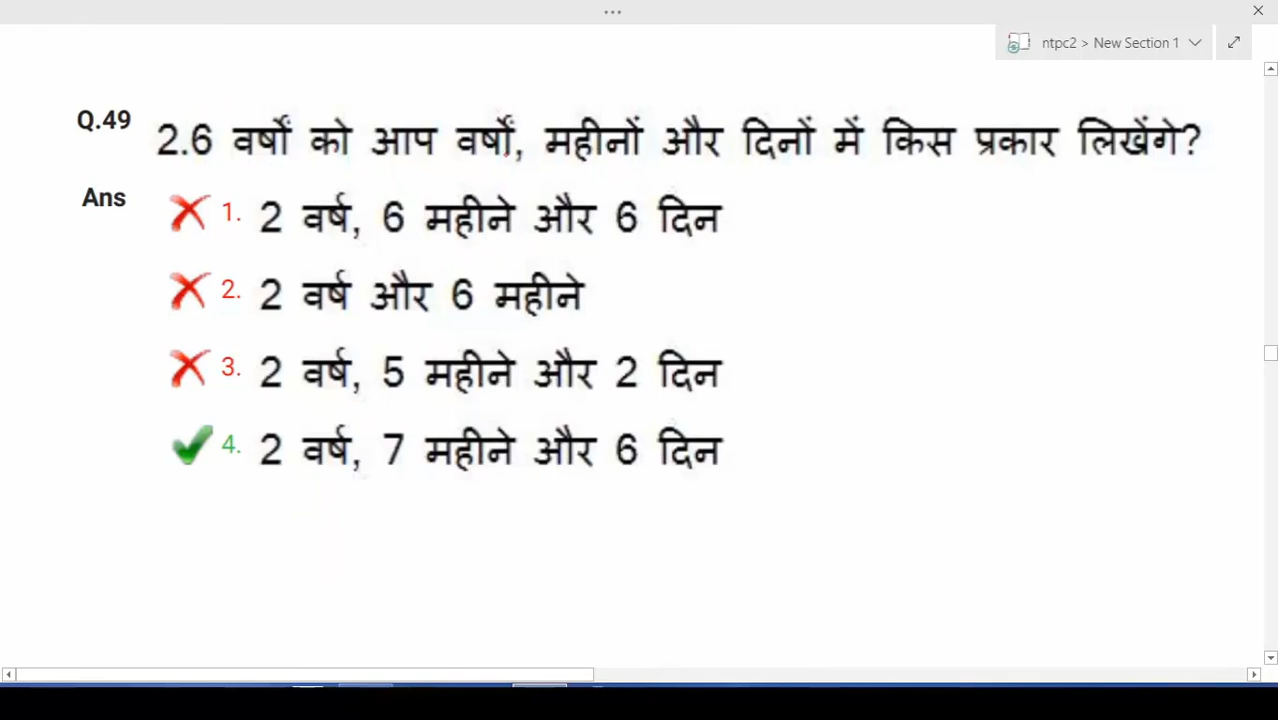 ntpc2 > New Section 1
Q.49 2.6 वर्षों को आप वर्षों, महीनों और दिनों में किस प्रकार लिखेंगे?
Ans 1. 2 वर्ष, 6 महीने और 6 दिन
2. 2 वर्ष और 6 महीने
3. 2 वर्ष, 5 महीने और 2 दिन
4. 2 वर्ष, 7 महीने और 6 दिन